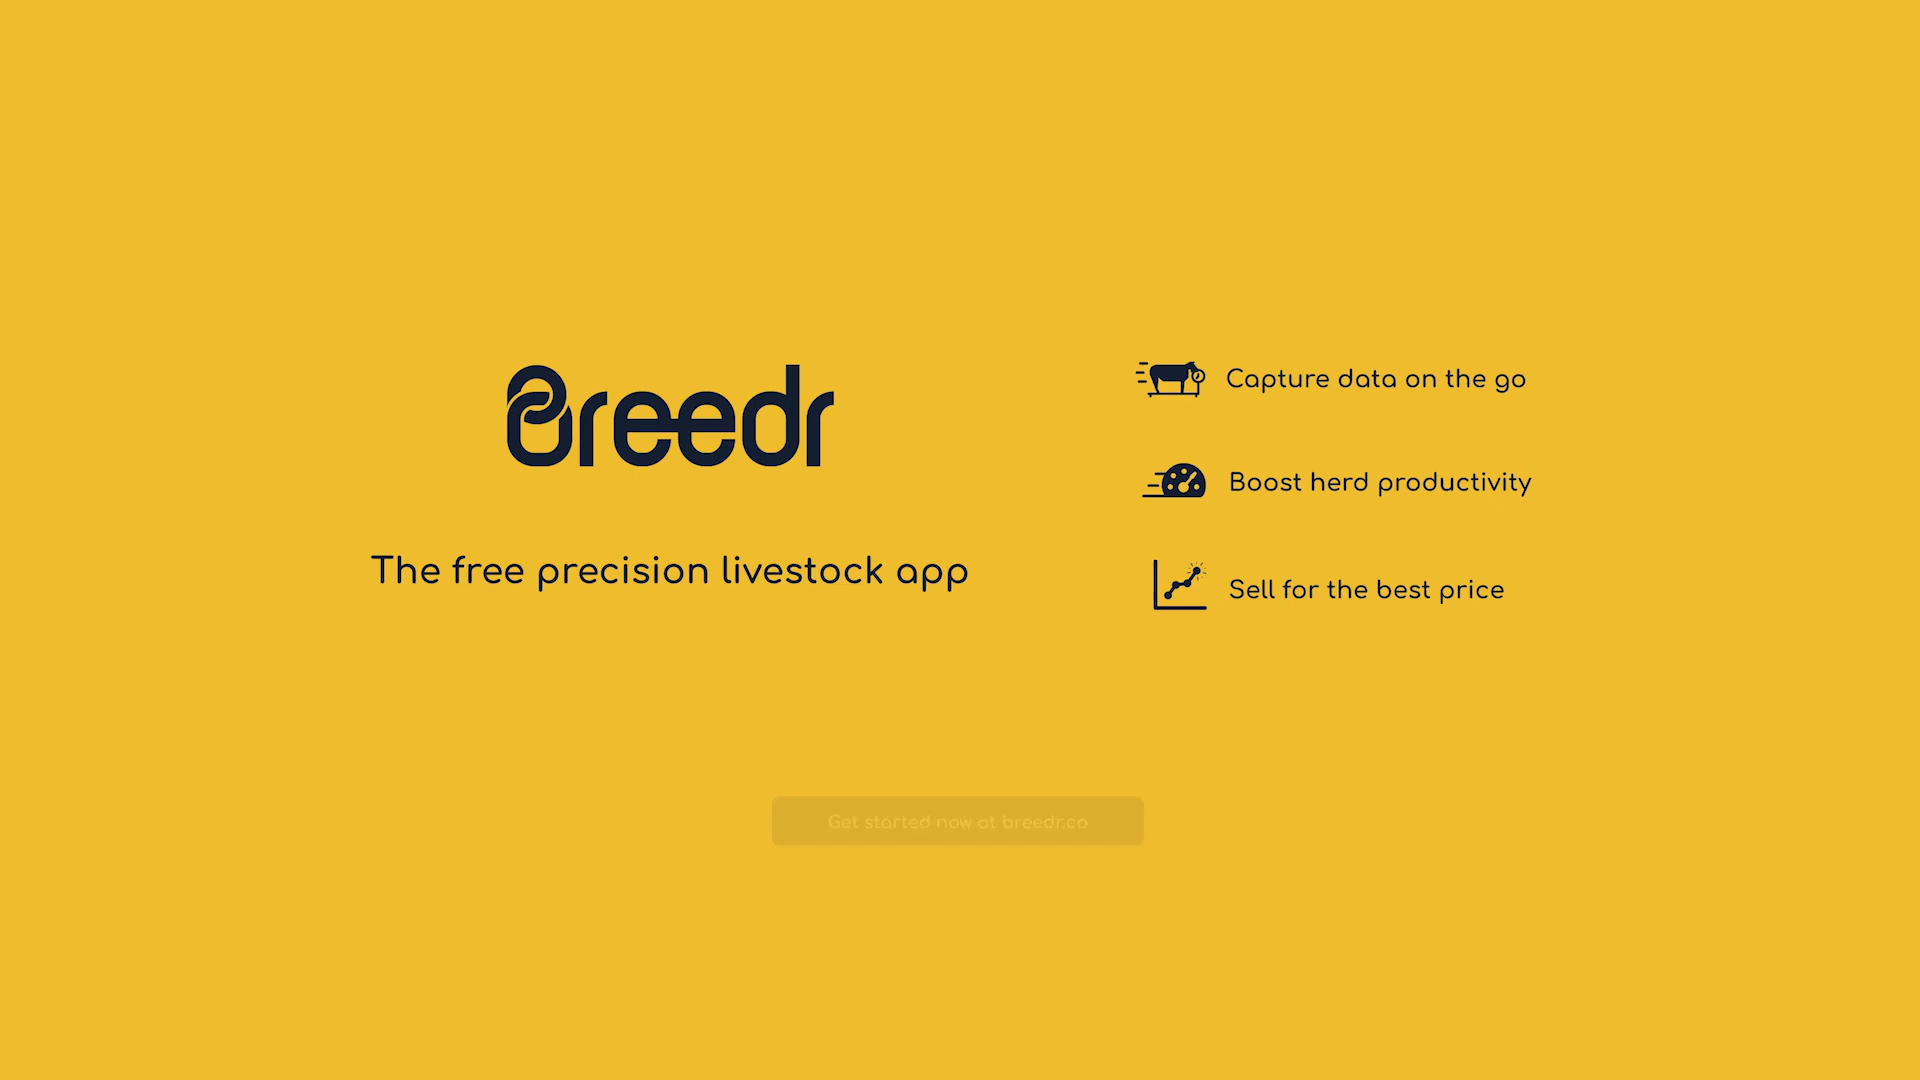 Breedr
The free precision livestock app
Capture data on the go
Boost herd productivity
Sell for the best price
Get started now at breedr.co